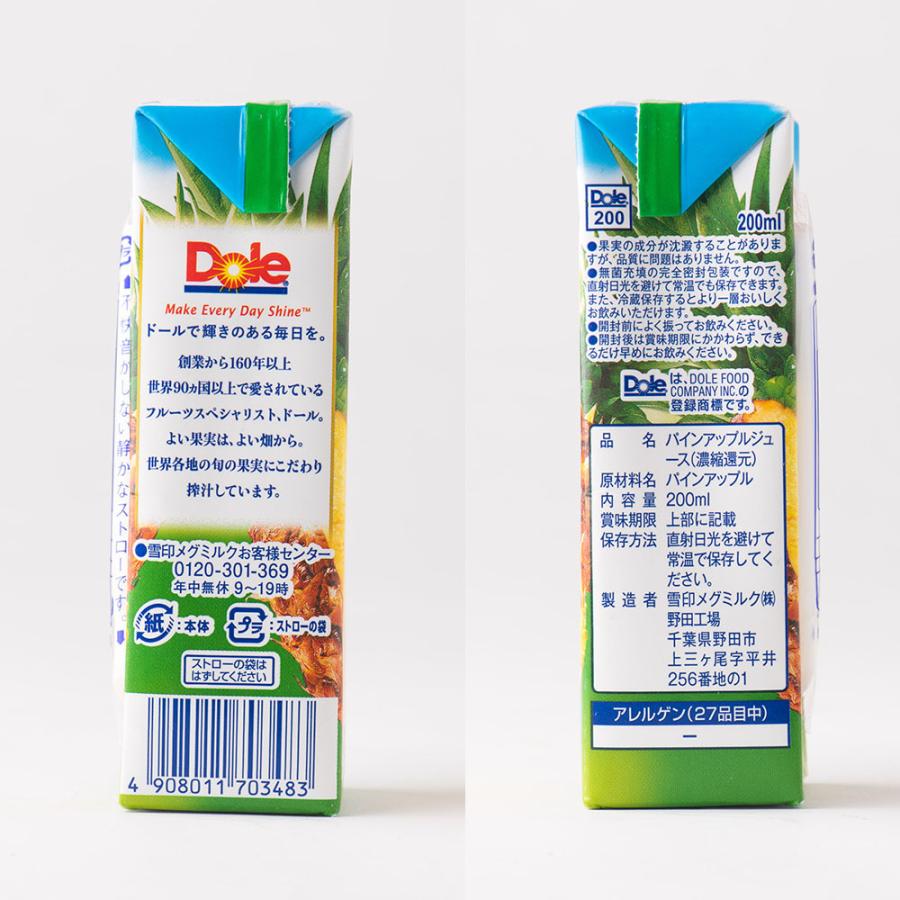 Dole
Make Every Day Shine™
ドールで輝きのある毎日を。
創業から160年以上
世界90ヵ国以上で愛されている
フルーツスペシャリスト、ドール。
よい果実は、よい畑から。
世界各地の旬の果実にこだわり
搾汁しています。
●雪印メグミルクお客様センター
0120-301-369
年中無休 9〜19時
紙:本体 プラ:ストローの袋
ストローの袋は
はずしてください
4 908011 703483
音がしない静かなストローです。
Dole
200
200ml
●果実の成分が沈澱することがありま
すが、品質に問題はありません。
●無菌充填の完全密封包装ですので、
直射日光を避けて常温でも保存できます。
また、冷蔵保存するとより一層おいしく
お飲みいただけます。
●開封前によく振ってお飲みください。
●開封後は賞味期限にかかわらず、でき
るだけ早めにお飲みください。
Dole は、DOLE FOOD
COMPANY INC.の
登録商標です。
品名 パインアップルジュ
ース(濃縮還元)
原材料名 パインアップル
内容量 200ml
賞味期限 上部に記載
保存方法 直射日光を避けて
常温で保存してく
ださい。
製造者 雪印メグミルク㈱
野田工場
千葉県野田市
上三ヶ尾字平井
256番地の1
アレルゲン(27品目中)
ー